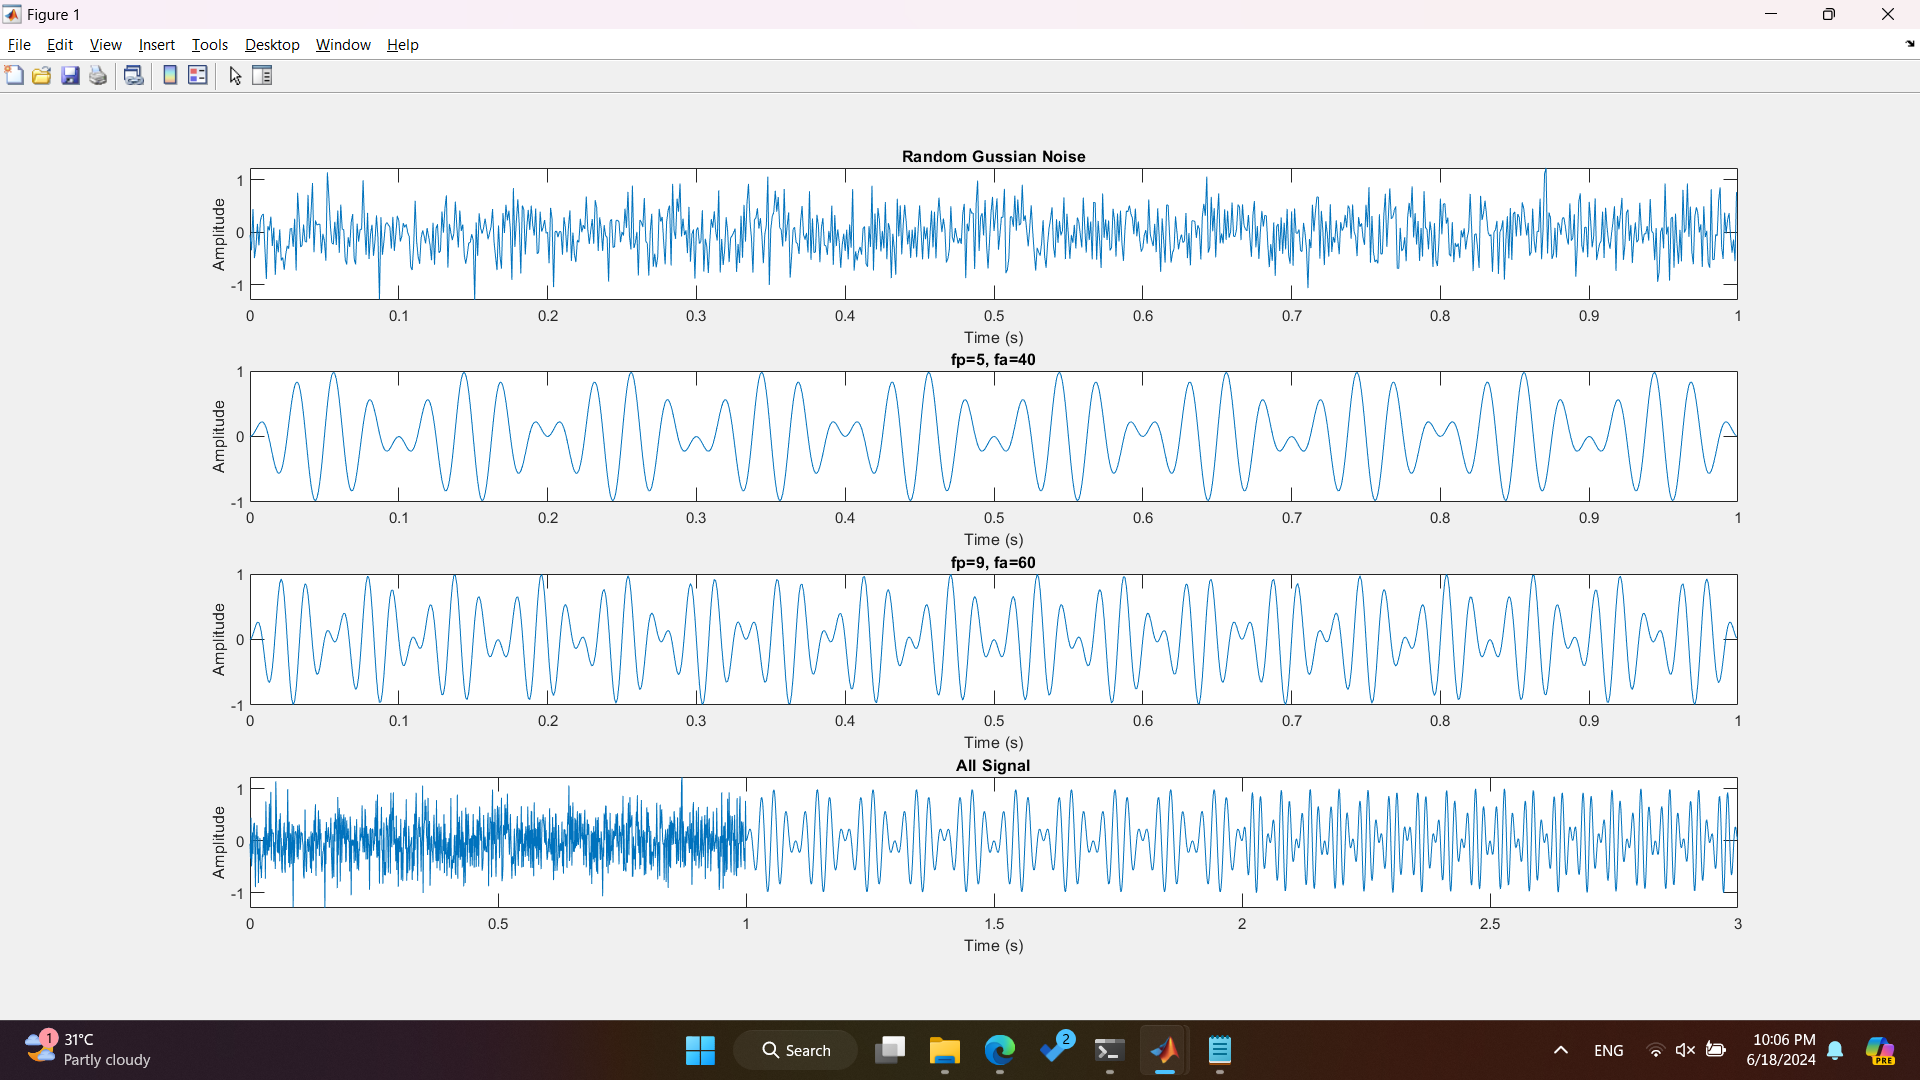 Figure 1
File Edit View Insert Tools Desktop Window Help
Random Gussian Noise
Amplitude
1
0
-1
0 0.1 0.2 0.3 0.4 0.5 0.6 0.7 0.8 0.9 1
Time (s)
fp=5, fa=40
Amplitude
1
0
-1
0 0.1 0.2 0.3 0.4 0.5 0.6 0.7 0.8 0.9 1
Time (s)
fp=9, fa=60
Amplitude
1
0
-1
0 0.1 0.2 0.3 0.4 0.5 0.6 0.7 0.8 0.9 1
Time (s)
All Signal
Amplitude
1
0
-1
0 0.5 1 1.5 2 2.5 3
Time (s)
1
31°C
Partly cloudy
Search
2
ENG
10:06 PM
6/18/2024
PRE